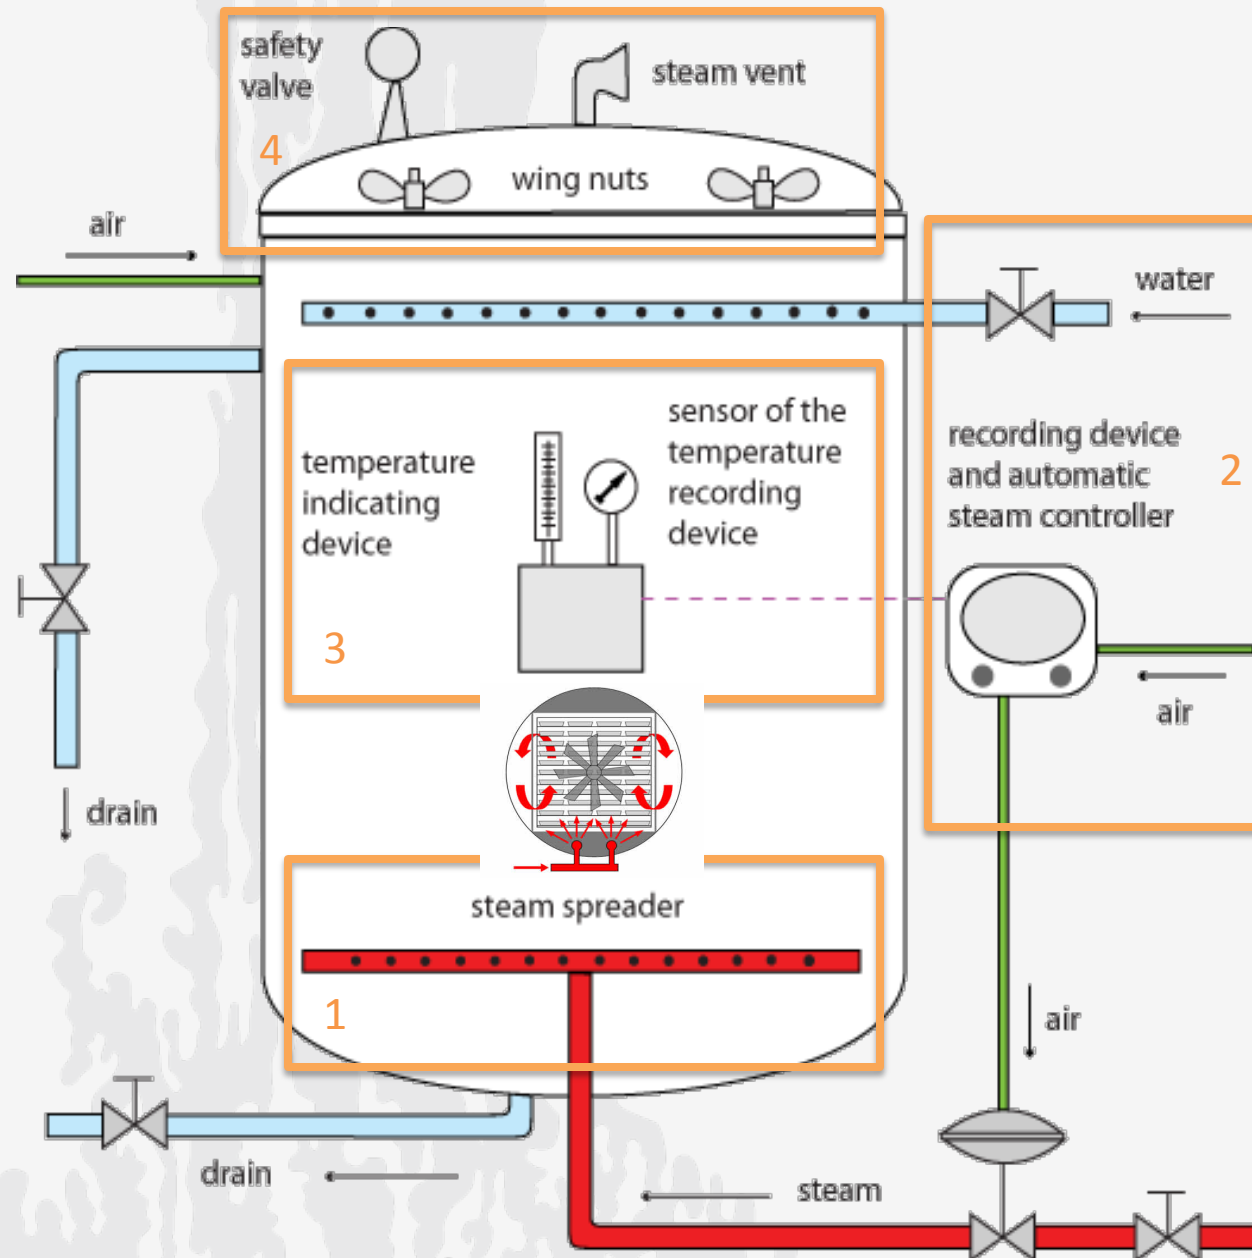 safety
valve
steam vent
4
wing nuts
air
water
temperature
indicating
device
sensor of the
temperature
recording
device
recording device
and automatic
steam controller
2
3
air
drain
steam spreader
1
air
drain
steam